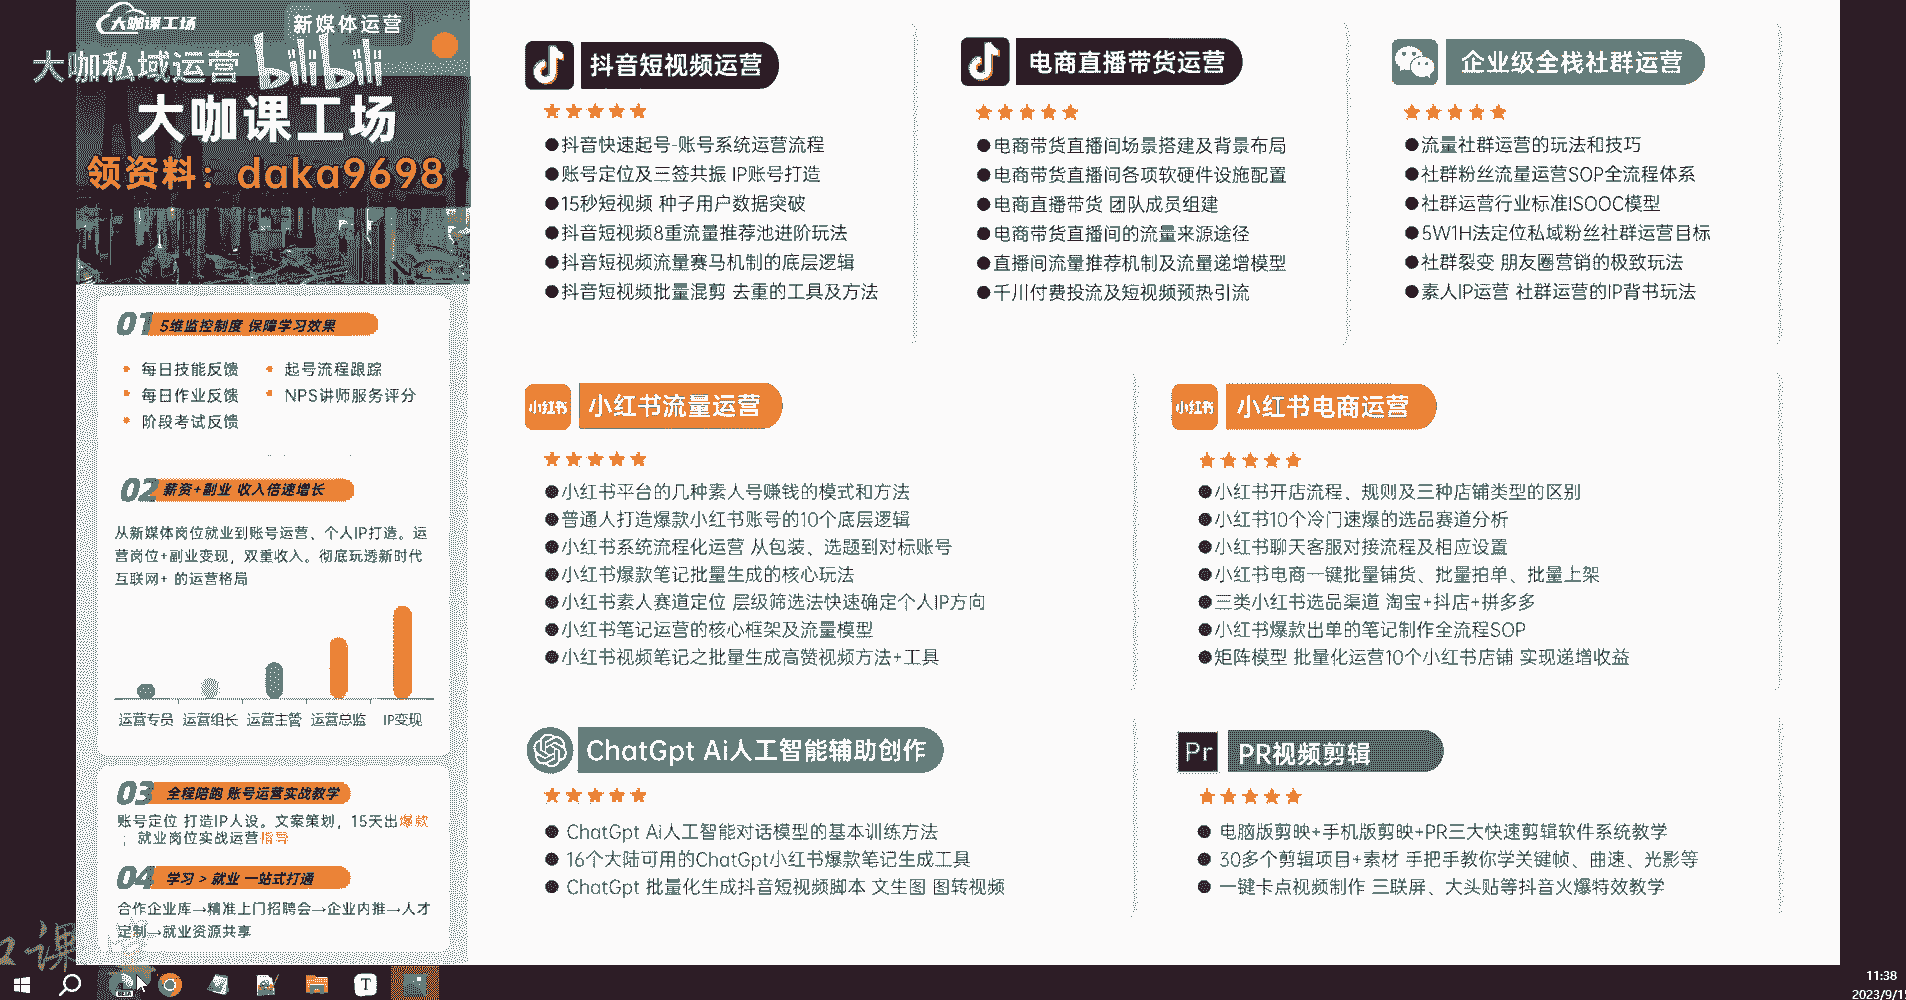 大咖课工场
新媒体运营
大咖私域运营 bilibili
大咖课工场
领资料：daka9698
01 5维监控制度 保障学习效果
每日技能反馈
起号流程跟踪
每日作业反馈
NPS讲师服务评分
阶段考试反馈
02 薪资+副业 收入倍速增长
从新媒体岗位就业到账号运营、个人IP打造。运
营岗位+副业变现，双重收入。彻底玩透新时代
互联网+ 的运营格局
运营专员 运营组长 运营主管 运营总监 IP变现
03 全程陪跑 账号运营实战教学
账号定位 打造IP人设。文案策划，15天出爆款
就业岗位实战运营指导
04 学习 > 就业 一站式打通
合作企业库→精准上门招聘会→企业内推→人才
定制→就业资源共享
抖音短视频运营
●抖音快速起号-账号系统运营流程
●账号定位及三签共振 IP账号打造
●15秒短视频 种子用户数据突破
●抖音短视频8重流量推荐池进阶玩法
●抖音短视频流量赛马机制的底层逻辑
●抖音短视频批量混剪 去重的工具及方法
电商直播带货运营
●电商带货直播间场景搭建及背景布局
●电商带货直播间各项软硬件设施配置
●电商直播带货 团队成员组建
●电商带货直播间的流量来源途径
●直播间流量推荐机制及流量递增模型
●千川付费投流及短视频预热引流
企业级全栈社群运营
●流量社群运营的玩法和技巧
●社群粉丝流量运营SOP全流程体系
●社群运营行业标准ISOOC模型
●5W1H法定位私域粉丝社群运营目标
●社群裂变 朋友圈营销的极致玩法
●素人IP运营 社群运营的IP背书玩法
小红书
小红书流量运营
●小红书平台的几种素人号赚钱的模式和方法
●普通人打造爆款小红书账号的10个底层逻辑
●小红书系统流程化运营 从包装、选题到对标账号
●小红书爆款笔记批量生成的核心玩法
●小红书素人赛道定位 层级筛选法快速确定个人IP方向
●小红书笔记运营的核心框架及流量模型
●小红书视频笔记之批量生成高赞视频方法+工具
小红书
小红书电商运营
●小红书开店流程、规则及三种店铺类型的区别
●小红书10个冷门速爆的选品赛道分析
●小红书聊天客服对接流程及相应设置
●小红书电商一键批量铺货、批量拍单、批量上架
●三类小红书选品渠道 淘宝+抖店+拼多多
●小红书爆款出单的笔记制作全流程SOP
●矩阵模型 批量化运营10个小红书店铺 实现递增收益
ChatGpt Ai人工智能辅助创作
● ChatGpt Ai人工智能对话模型的基本训练方法
● 16个大陆可用的ChatGpt小红书爆款笔记生成工具
● ChatGpt 批量化生成抖音短视频脚本 文生图 图转视频
Pr
PR视频剪辑
● 电脑版剪映+手机版剪映+PR三大快速剪辑软件系统教学
● 30多个剪辑项目+素材 手把手教你学关键帧、曲速、光影等
● 一键卡点视频制作 三联屏、大头贴等抖音火爆特效教学
T
11:38
2023/9/1